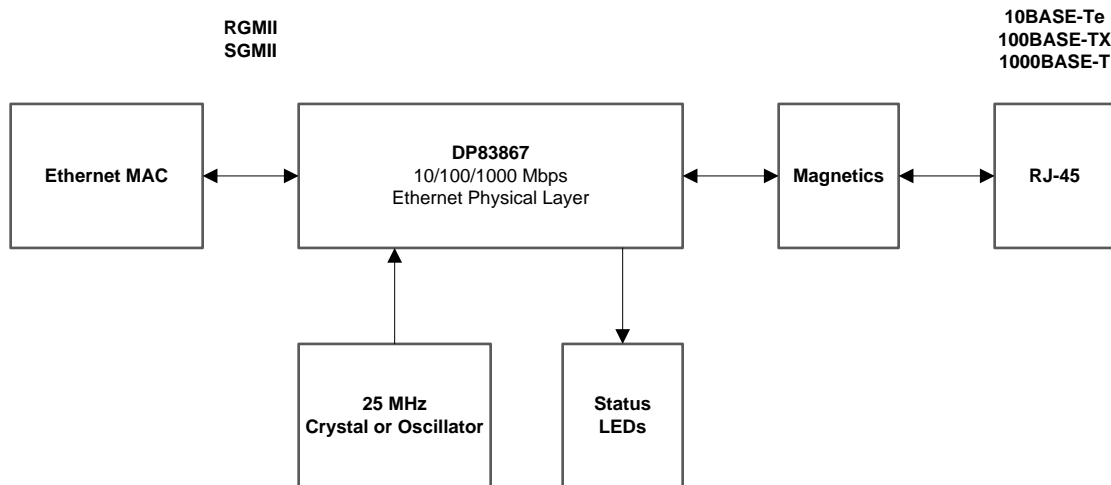 RGMII
SGMII
10BASE-Te
100BASE-TX
1000BASE-T
Ethernet MAC
DP83867
10/100/1000 Mbps
Ethernet Physical Layer
Magnetics
RJ-45
25 MHz
Crystal or Oscillator
Status
LEDs